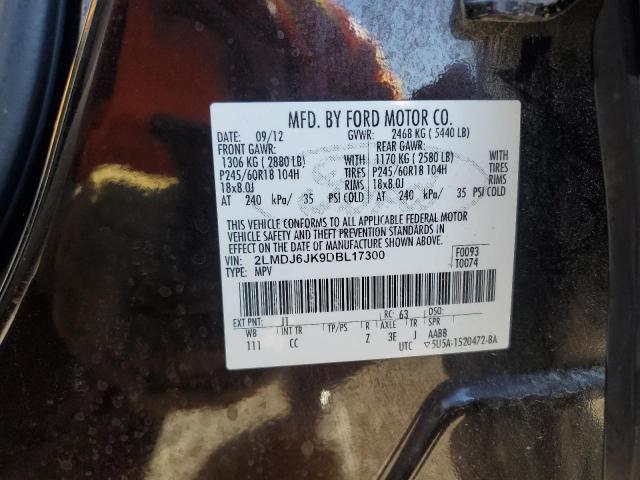 MFD. BY FORD MOTOR CO.
DATE: 09/12 GVWR: 2468 KG ( 5440 LB)
FRONT GAWR: REAR GAWR:
1306 KG ( 2880 LB) WITH 1170 KG ( 2580 LB) WITH
P245/60R18 104H TIRES P245/60R18 104H TIRES
18x8.0J RIMS 18x8.0J RIMS
AT 240 kPa/ 35 PSI COLD AT 240 kPa/ 35 PSI COLD
THIS VEHICLE CONFORMS TO ALL APPLICABLE FEDERAL MOTOR
VEHICLE SAFETY AND THEFT PREVENTION STANDARDS IN
EFFECT ON THE DATE OF MANUFACTURE SHOWN ABOVE.
VIN: 2LMDJ6JK9DBL17300 F0093
TYPE: MPV T0074
EXT PNT: J1 RC: 63 DSO:
WB INT TR TP/PS R AXLE TR SPR
111 CC Z 3E J AABB
UTC ▽5U5A-1520472-BA